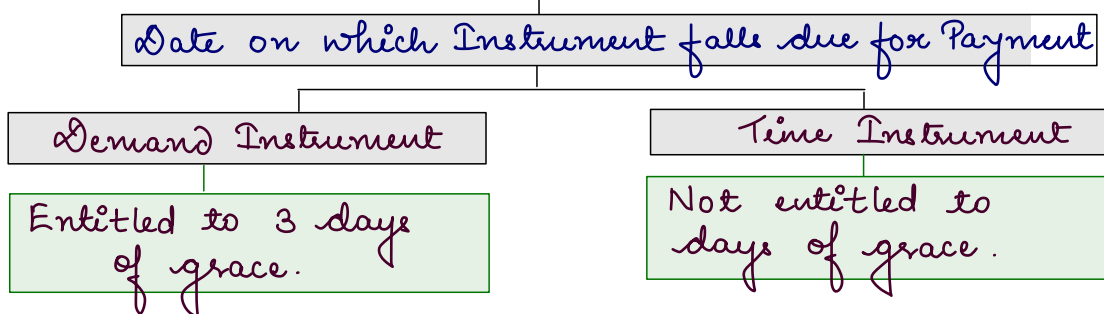 Date on which Instrument falls due for Payment
Demand Instrument
Time Instrument
Entitled to 3 days
of grace.
Not entitled to
days of grace.